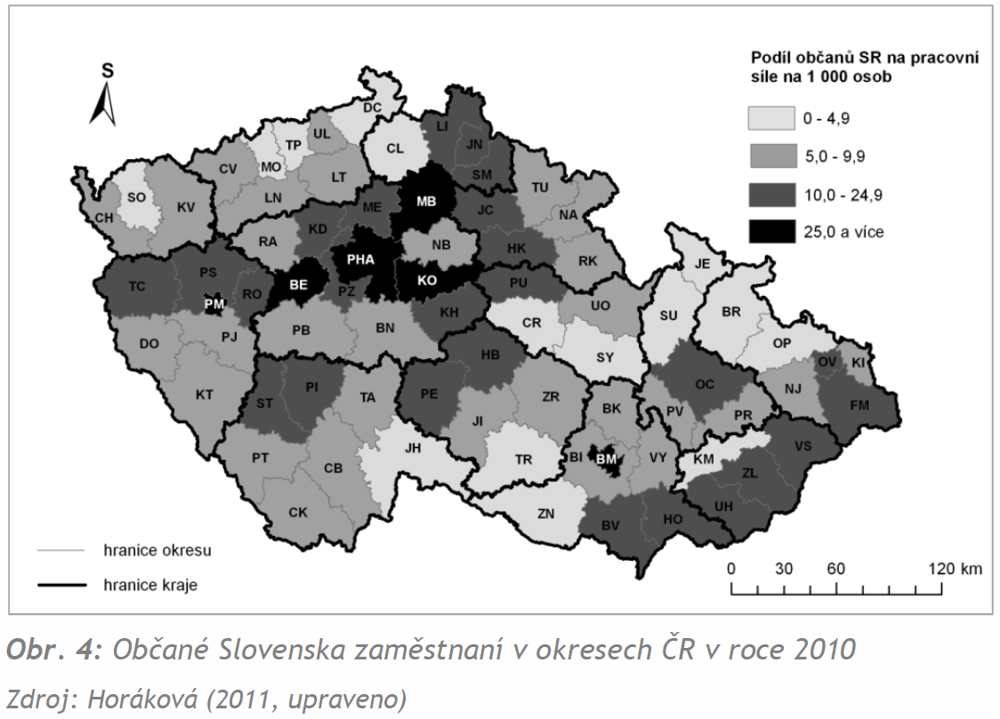 S
Podíl občanů SR na pracovní
síle na 1 000 osob
0 - 4,9
5,0 - 9,9
10,0 - 24,9
25,0 a více
DC
LI
UL
TP
CL
JN
MO
CV
SM
LT
SO
KV
LN
TU
MB
CH
ME
JC
NA
KD
RA
NB
HK
PHA
RK
JE
PS
TC
KO
BE
PU
RO
PZ
PM
UO
SU
BR
KH
CR
PB
BN
DO
PJ
OP
SY
HB
OV
KI
OC
NJ
KT
PI
PE
TA
ZR
ST
FM
BK
PV
PR
JI
VS
JH
PT
TR
BI
BM
VY
KM
CB
ZL
UH
CK
ZN
HO
BV
hranice okresu
hranice kraje
0 30 60 120 km
Obr. 4: Občané Slovenska zaměstnaní v okresech ČR v roce 2010
Zdroj: Horáková (2011, upraveno)